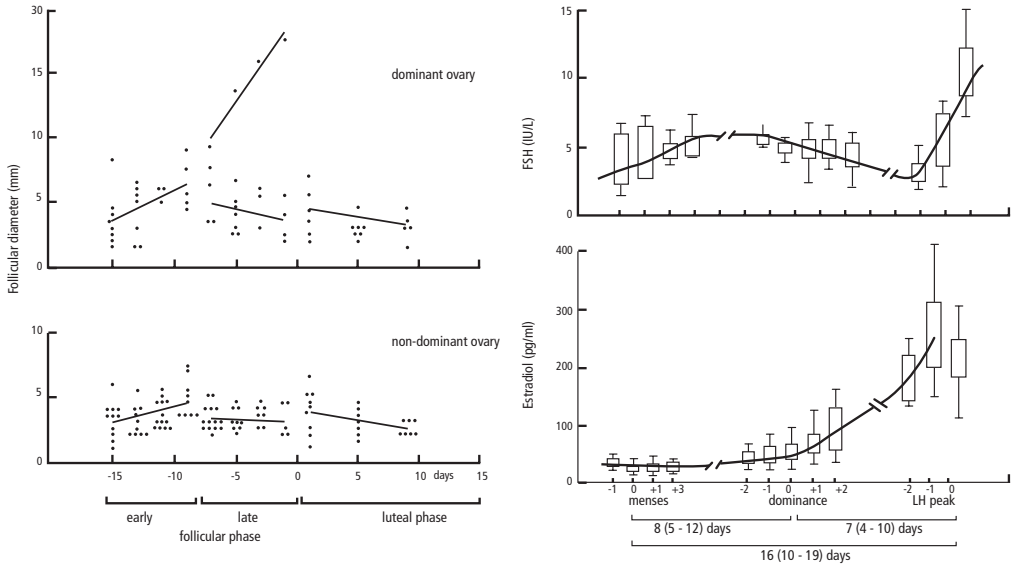 30
15
10
5
0
Follicular diameter (mm)
dominant ovary
10
5
0
non-dominant ovary
-15 -10 -5 0 5 10 days 15
early late luteal phase
follicular phase
15
10
5
0
FSH (IU/L)
400
300
200
100
0
Estradiol (pg/ml)
-1 0 +1 +3 -2 -1 0 +1 +2 -2 -1 0
menses dominance LH peak
8 (5 - 12) days 7 (4 - 10) days
16 (10 - 19) days